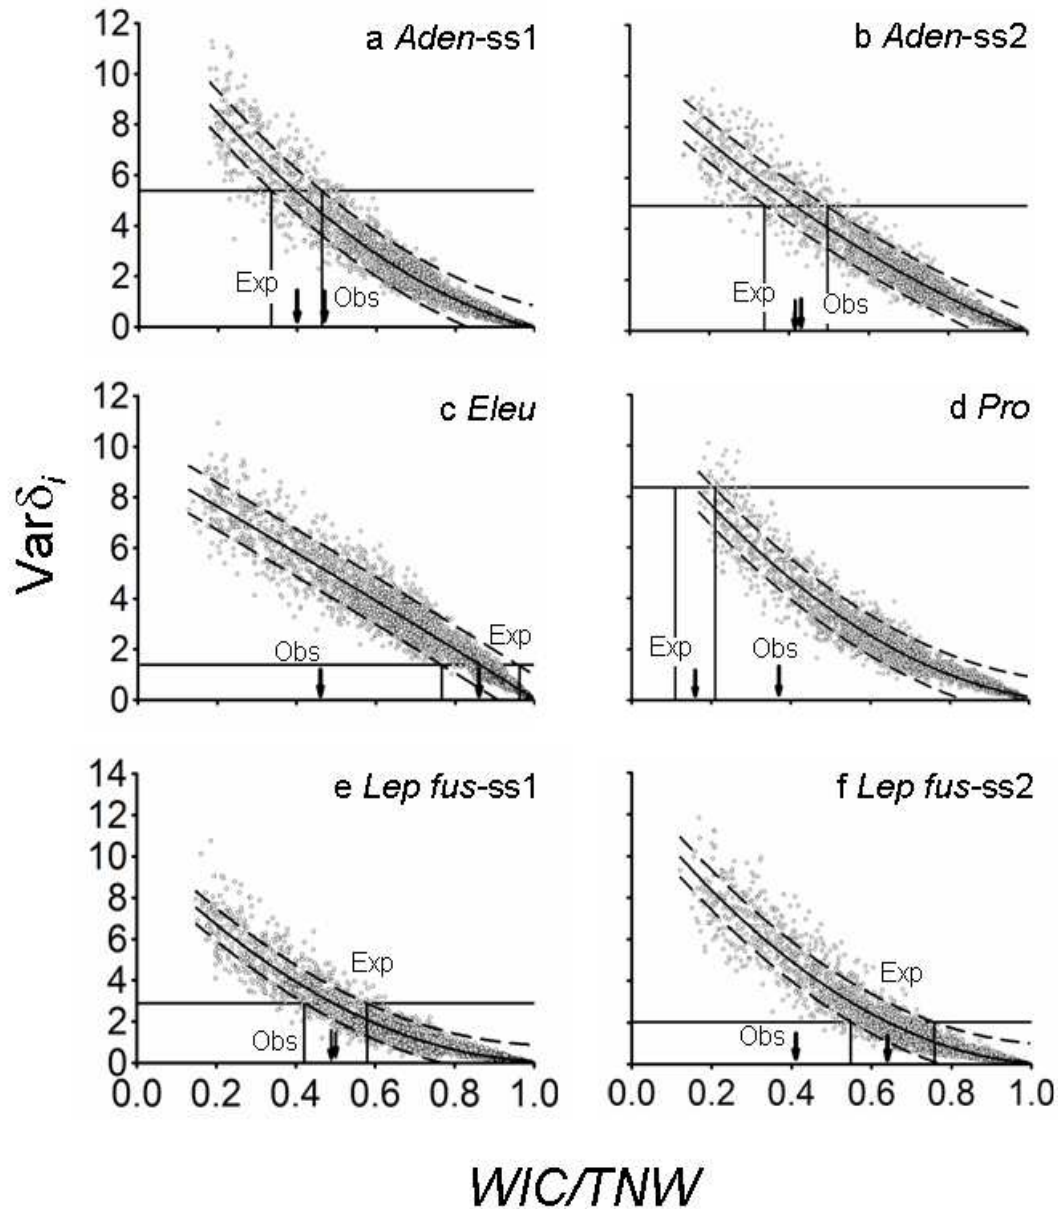 a Aden-ss1
12
10
8
6
4
2
0
Exp
Obs
b Aden-ss2
Exp
Obs
c Eleu
12
10
8
6
4
2
0
Obs
Exp
d Pro
Exp
Obs
Varδi
e Lep fus-ss1
14
12
10
8
6
4
2
0
Exp
Obs
0.0 0.2 0.4 0.6 0.8 1.0
f Lep fus-ss2
Exp
Obs
0.0 0.2 0.4 0.6 0.8 1.0
WIC/TNW